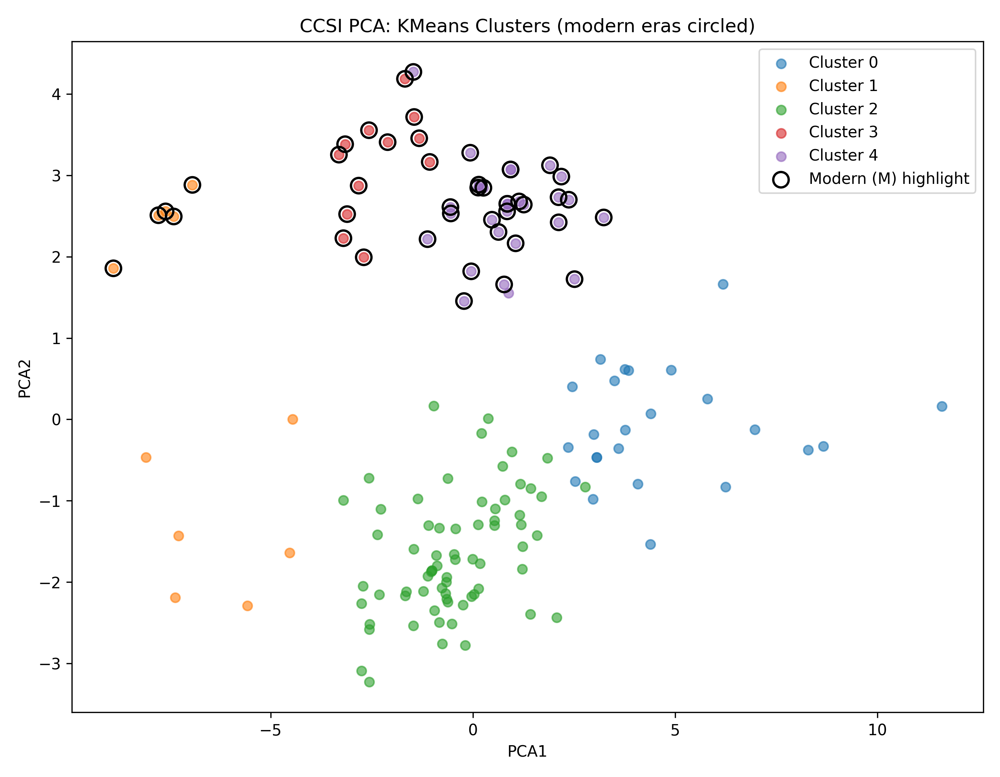 CCSI PCA: KMeans Clusters (modern eras circled)
Cluster 0
Cluster 1
Cluster 2
Cluster 3
Cluster 4
Modern (M) highlight
4
3
2
1
0
−1
−2
−3
PCA2
−5
0
5
10
PCA1